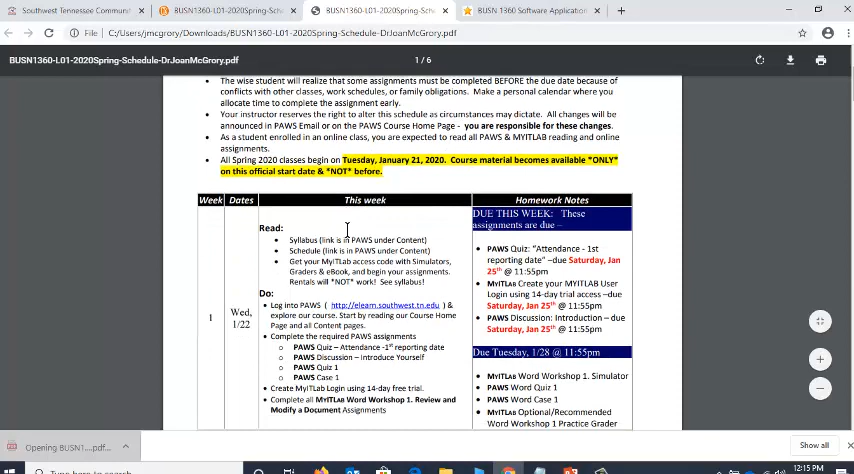 Southwest Tennessee Communit
BUSN1360-L01-2020Spring-Sche
BUSN1360-L01-2020Spring-Schedul
BUSN 1360 Software Application
File
C:/Users/jmcgrory/Downloads/BUSN1360-L01-2020Spring-Schedule-DrJoanMcGrory.pdf
BUSN1360-L01-2020Spring-Schedule-DrJoanMcGrory.pdf
1 / 6
• The wise student will realize that some assignments must be completed BEFORE the due date because of
conflicts with other classes, work schedules, or family obligations. Make a personal calendar where you
allocate time to complete the assignment early.
• Your instructor reserves the right to alter this schedule as circumstances may dictate. All changes will be
announced in PAWS Email or on the PAWS Course Home Page - you are responsible for these changes.
• As a student enrolled in an online class, you are expected to read all PAWS & MYITLAB reading and online
assignments.
• All Spring 2020 classes begin on Tuesday, January 21, 2020. Course material becomes available *ONLY*
on this official start date & *NOT* before.
Week Dates This week Homework Notes
1
Wed,
1/22
Read:
• Syllabus (link is in PAWS under Content)
• Schedule (link is in PAWS under Content)
• Get your MyITLab access code with Simulators,
Graders & eBook, and begin your assignments.
Rentals will *NOT* work! See syllabus!
Do:
• Log into PAWS ( http://elearn.southwest.tn.edu ) &
explore our course. Start by reading our Course Home
Page and all Content pages.
• Complete the required PAWS assignments
o PAWS Quiz – Attendance -1st reporting date
o PAWS Discussion – Introduce Yourself
o PAWS Quiz 1
o PAWS Case 1
• Create MyITLab Login using 14-day free trial.
• Complete all MYITLAB Word Workshop 1. Review and
Modify a Document Assignments
DUE THIS WEEK: These
assignments are due –
• PAWS Quiz: “Attendance - 1st
reporting date” –due Saturday, Jan
25th @ 11:55pm
• MYITLAB Create your MYITLAB User
Login using 14-day trial access –due
Saturday, Jan 25th @ 11:55pm
• PAWS Discussion: Introduction – due
Saturday, Jan 25th @ 11:55pm
Due Tuesday, 1/28 @ 11:55pm
• MYITLAB Word Workshop 1. Simulator
• PAWS Word Quiz 1
• PAWS Word Case 1
• MYITLAB Optional/Recommended
Word Workshop 1 Practice Grader
Opening BUSN1....pdf...
Show all
Type here to search
12:15 PM